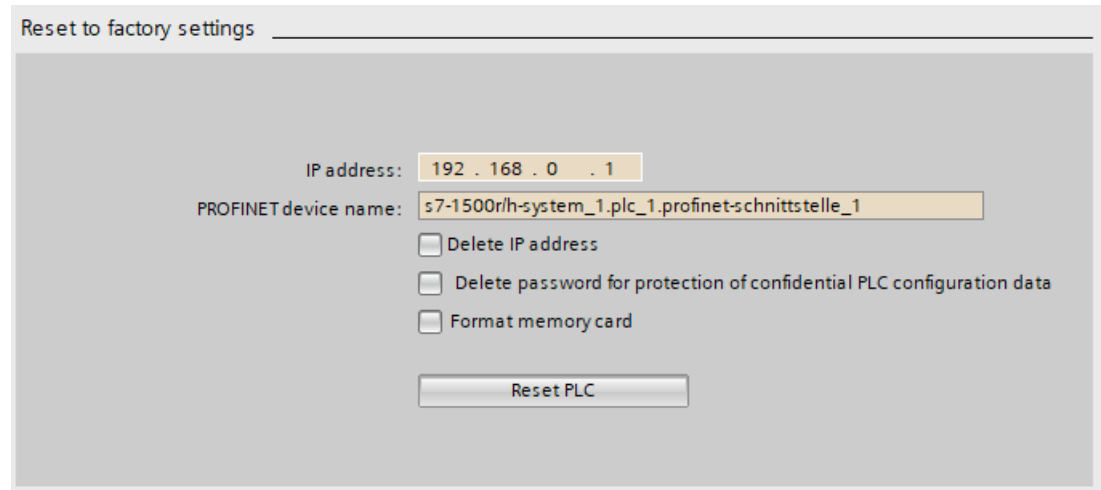 Reset to factory settings
IP address: 192 . 168 . 0 . 1
PROFINET device name: s7-1500r/h-system_1.plc_1.profinet-schnittstelle_1
Delete IP address
Delete password for protection of confidential PLC configuration data
Format memory card
Reset PLC